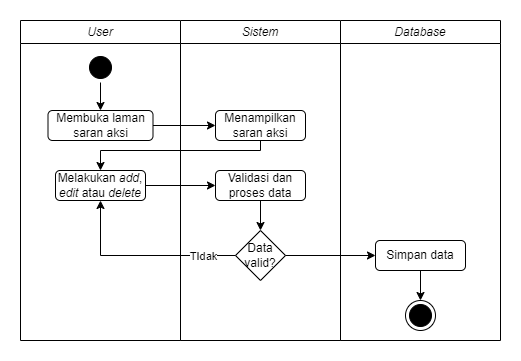 User
Sistem
Database
Membuka laman
saran aksi
Menampilkan
saran aksi
Melakukan add,
edit atau delete
Validasi dan
proses data
Data
valid?
TIdak
Simpan data